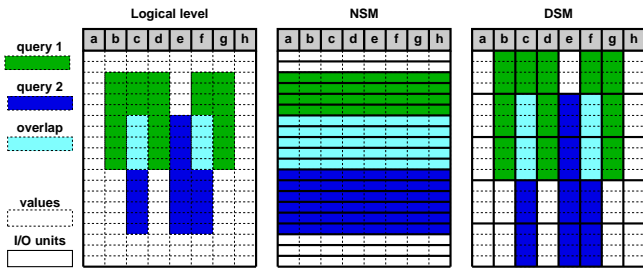 Logical level NSM DSM
a b c d e f g h a b c d e f g h a b c d e f g h
query 1
query 2
overlap
values
I/O units